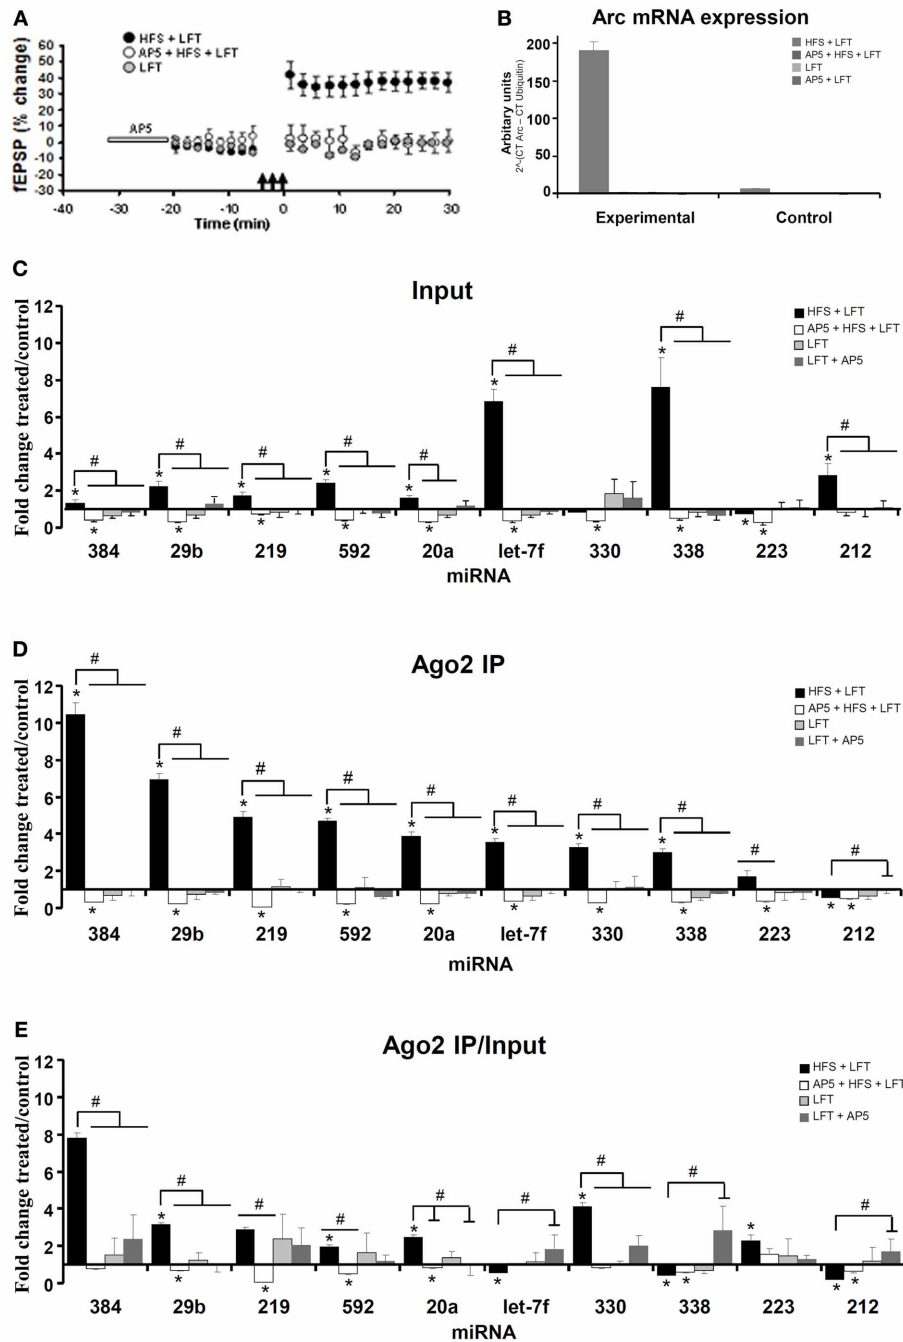 A
HFS + LFT
AP5 + HFS + LFT
LFT
fEPSP (% change)
60
50
40
30
20
10
0
-10
-20
-30
AP5
-40 -30 -20 -10 0 10 20 30
Time (min)
B
Arc mRNA expression
HFS + LFT
AP5 + HFS + LFT
LFT
AP5 + LFT
Arbitary units
2^-(CT Arc – CT Ubiquitin)
200
150
100
50
0
Experimental Control
C
Input
Fold change treated/control
12
10
8
6
4
2
0
HFS + LFT
AP5 + HFS + LFT
LFT
LFT + AP5
# # # # # # # #
* * * * * * * * * *
* * * * * * * *
384 29b 219 592 20a let-7f 330 338 223 212
miRNA
D
Ago2 IP
Fold change treated/control
12
10
8
6
4
2
0
HFS + LFT
AP5 + HFS + LFT
LFT
LFT + AP5
# # # # # # # # # #
* * * * * * * *
* * * * * * * * * *
384 29b 219 592 20a let-7f 330 338 223 212
miRNA
E
Ago2 IP/Input
Fold change treated/control
12
10
8
6
4
2
0
HFS + LFT
AP5 + HFS + LFT
LFT
LFT + AP5
# # # # # # # # #
* * * * *
* * * * * * * * * *
384 29b 219 592 20a let-7f 330 338 223 212
miRNA